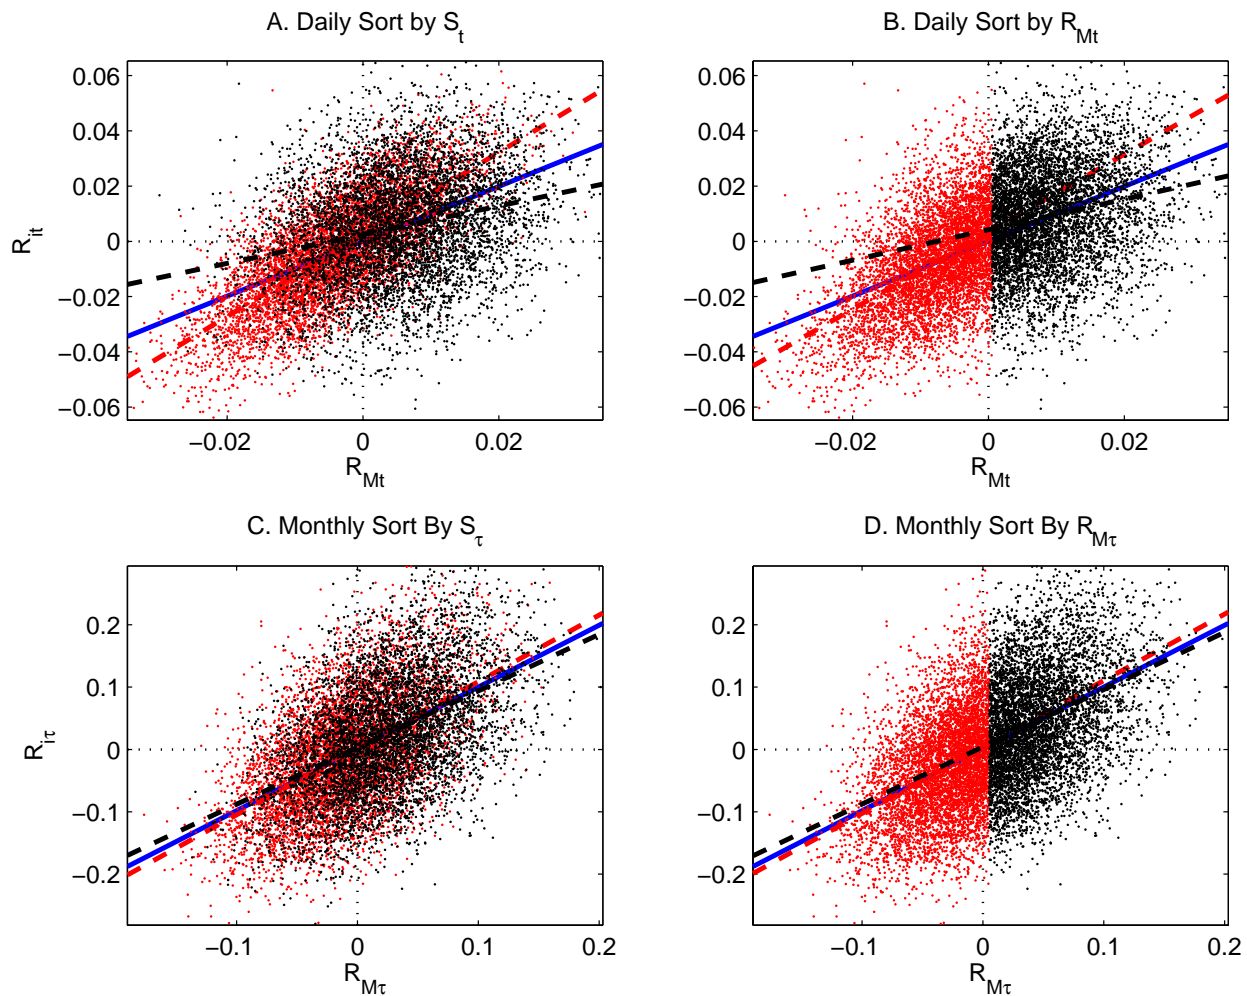 A. Daily Sort by S_t
0.06
0.04
0.02
0
−0.02
−0.04
−0.06
R_it
−0.02 0 0.02
R_Mt
B. Daily Sort by R_Mt
0.06
0.04
0.02
0
−0.02
−0.04
−0.06
−0.02 0 0.02
R_Mt
C. Monthly Sort By S_τ
0.2
0.1
0
−0.1
−0.2
R_iτ
−0.1 0 0.1 0.2
R_Mτ
D. Monthly Sort By R_Mτ
0.2
0.1
0
−0.1
−0.2
−0.1 0 0.1 0.2
R_Mτ